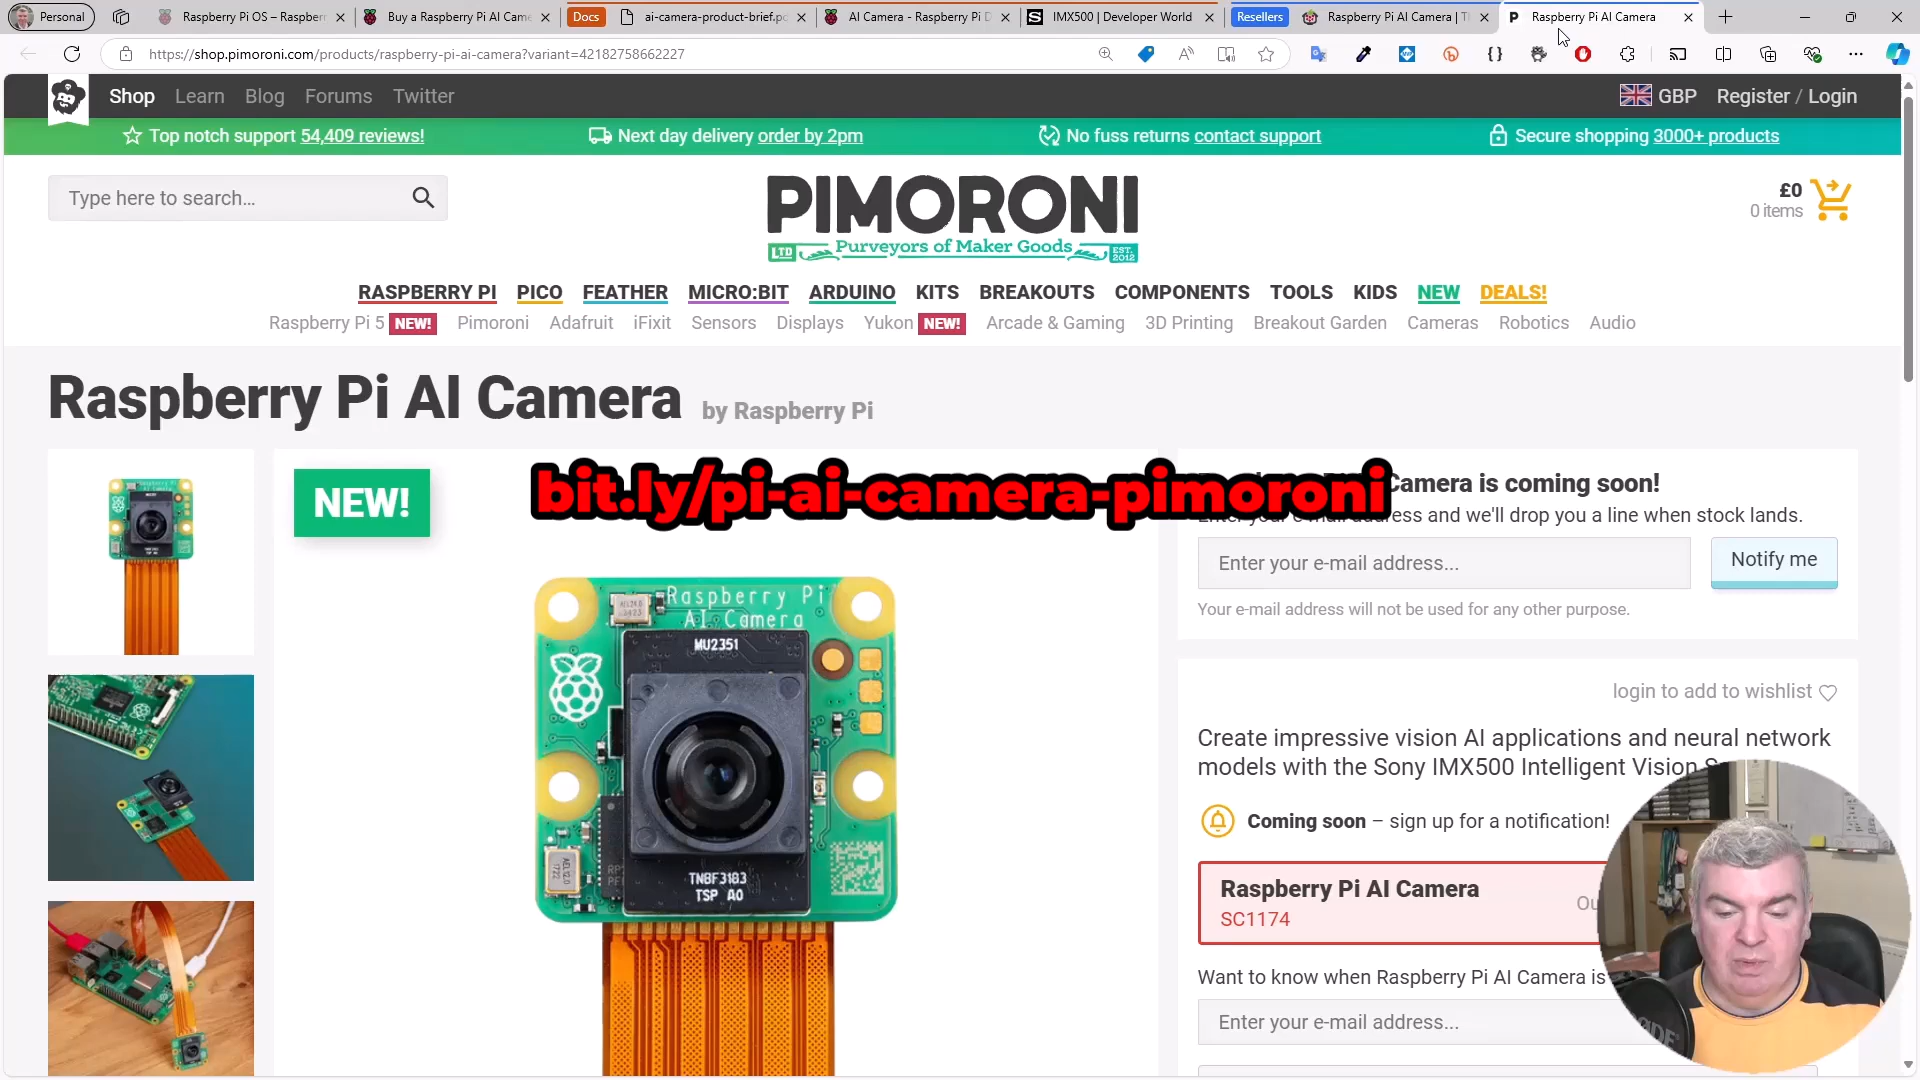 Personal
Raspberry Pi OS – Raspber
Buy a Raspberry Pi AI Came
Docs
ai-camera-product-brief.pd
AI Camera - Raspberry Pi D
IMX500 | Developer World
Resellers
Raspberry Pi AI Camera | Th
Raspberry Pi AI Camera
https://shop.pimoroni.com/products/raspberry-pi-ai-camera?variant=42182758662227
Shop Learn Blog Forums Twitter
GBP Register / Login
Top notch support 54,409 reviews!
Next day delivery order by 2pm
No fuss returns contact support
Secure shopping 3000+ products
Type here to search…
PIMORONI
LTD Purveyors of Maker Goods EST. 2012
£0
0 items
RASPBERRY PI PICO FEATHER MICRO:BIT ARDUINO KITS BREAKOUTS COMPONENTS TOOLS KIDS NEW DEALS!
Raspberry Pi 5 NEW! Pimoroni Adafruit iFixit Sensors Displays Yukon NEW! Arcade & Gaming 3D Printing Breakout Garden Cameras Robotics Audio
Raspberry Pi AI Camera by Raspberry Pi
NEW!
bit.ly/pi-ai-camera-pimoroni
Camera is coming soon!
Enter your e-mail address and we'll drop you a line when stock lands.
Enter your e-mail address...
Notify me
Your e-mail address will not be used for any other purpose.
Raspberry Pi
AI Camera
MU2351
TNBF3183
TSP A0
login to add to wishlist
Create impressive vision AI applications and neural network
models with the Sony IMX500 Intelligent Vision
Coming soon – sign up for a notification!
Raspberry Pi AI Camera
SC1174
Ou
Want to know when Raspberry Pi AI Camera is
Enter your e-mail address...